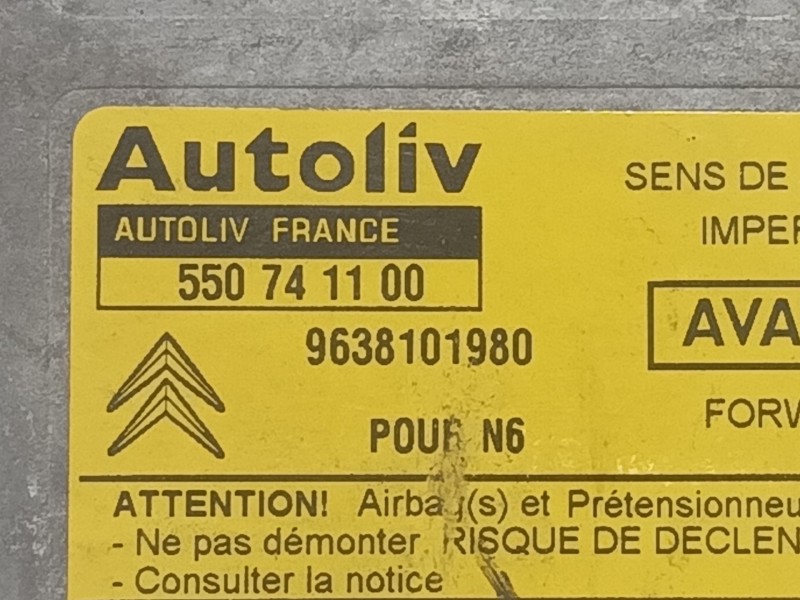 Autoliv
AUTOLIV FRANCE
550 74 11 00
9638101980
POUR N6
SENS DE
IMPER
AVA
FORW
ATTENTION! Airbag(s) et Prétensionneu
- Ne pas démonter. RISQUE DE DECLEN
- Consulter la notice